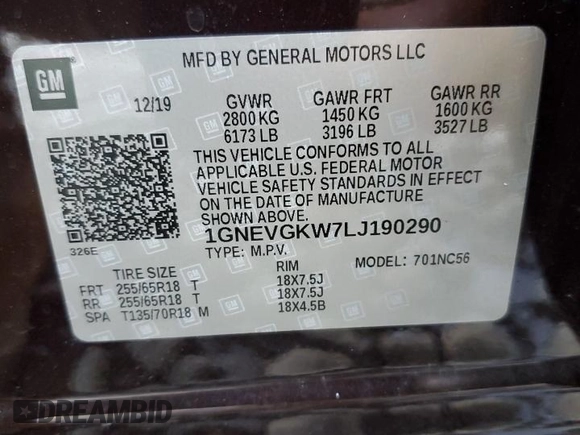 MFD BY GENERAL MOTORS LLC
GM
12/19 GVWR GAWR FRT GAWR RR
2800 KG 1450 KG 1600 KG
6173 LB 3196 LB 3527 LB
THIS VEHICLE CONFORMS TO ALL
APPLICABLE U.S. FEDERAL MOTOR
VEHICLE SAFETY STANDARDS IN EFFECT
ON THE DATE OF MANUFACTURE
SHOWN ABOVE.
326E 1GNEVGKW7LJ190290
TYPE: M.P.V. MODEL: 701NC56
TIRE SIZE RIM
FRT 255/65R18 T 18X7.5J
RR 255/65R18 T 18X7.5J
SPA T135/70R18 M 18X4.5B
DREAMBID